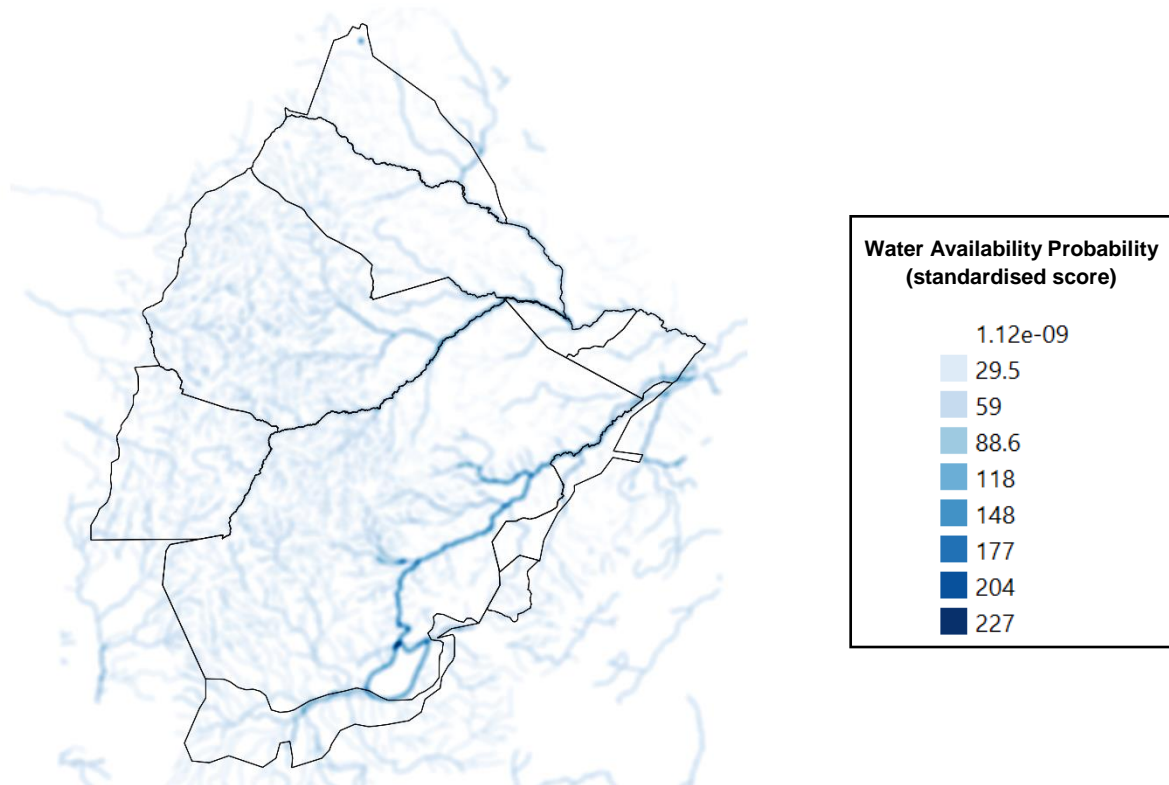 Water Availability Probability
(standardised score)
1.12e-09
29.5
59
88.6
118
148
177
204
227